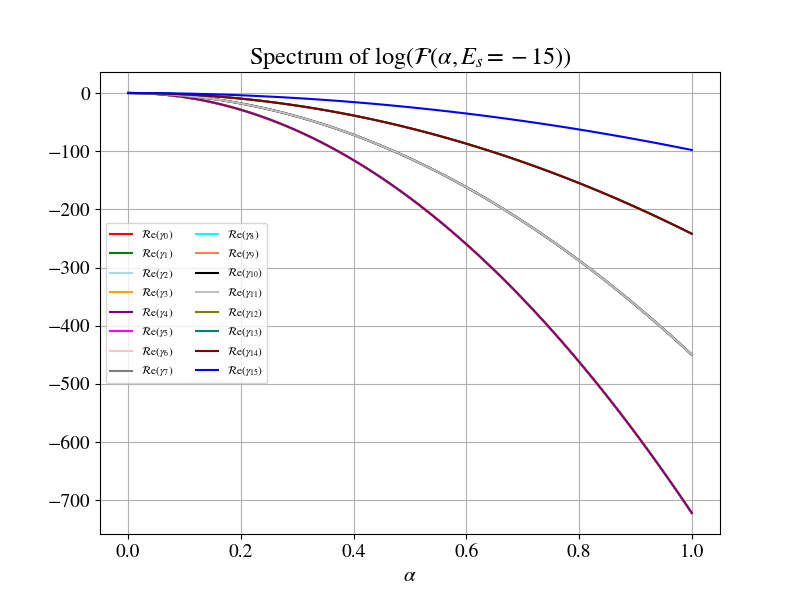 Spectrum of log(ℱ(α, E_s = −15))
0
−100
−200
−300
−400
−500
−600
−700
ℛe(γ₀)
ℛe(γ₁)
ℛe(γ₂)
ℛe(γ₃)
ℛe(γ₄)
ℛe(γ₅)
ℛe(γ₆)
ℛe(γ₇)
ℛe(γ₈)
ℛe(γ₉)
ℛe(γ₁₀)
ℛe(γ₁₁)
ℛe(γ₁₂)
ℛe(γ₁₃)
ℛe(γ₁₄)
ℛe(γ₁₅)
0.0 0.2 0.4 0.6 0.8 1.0
α